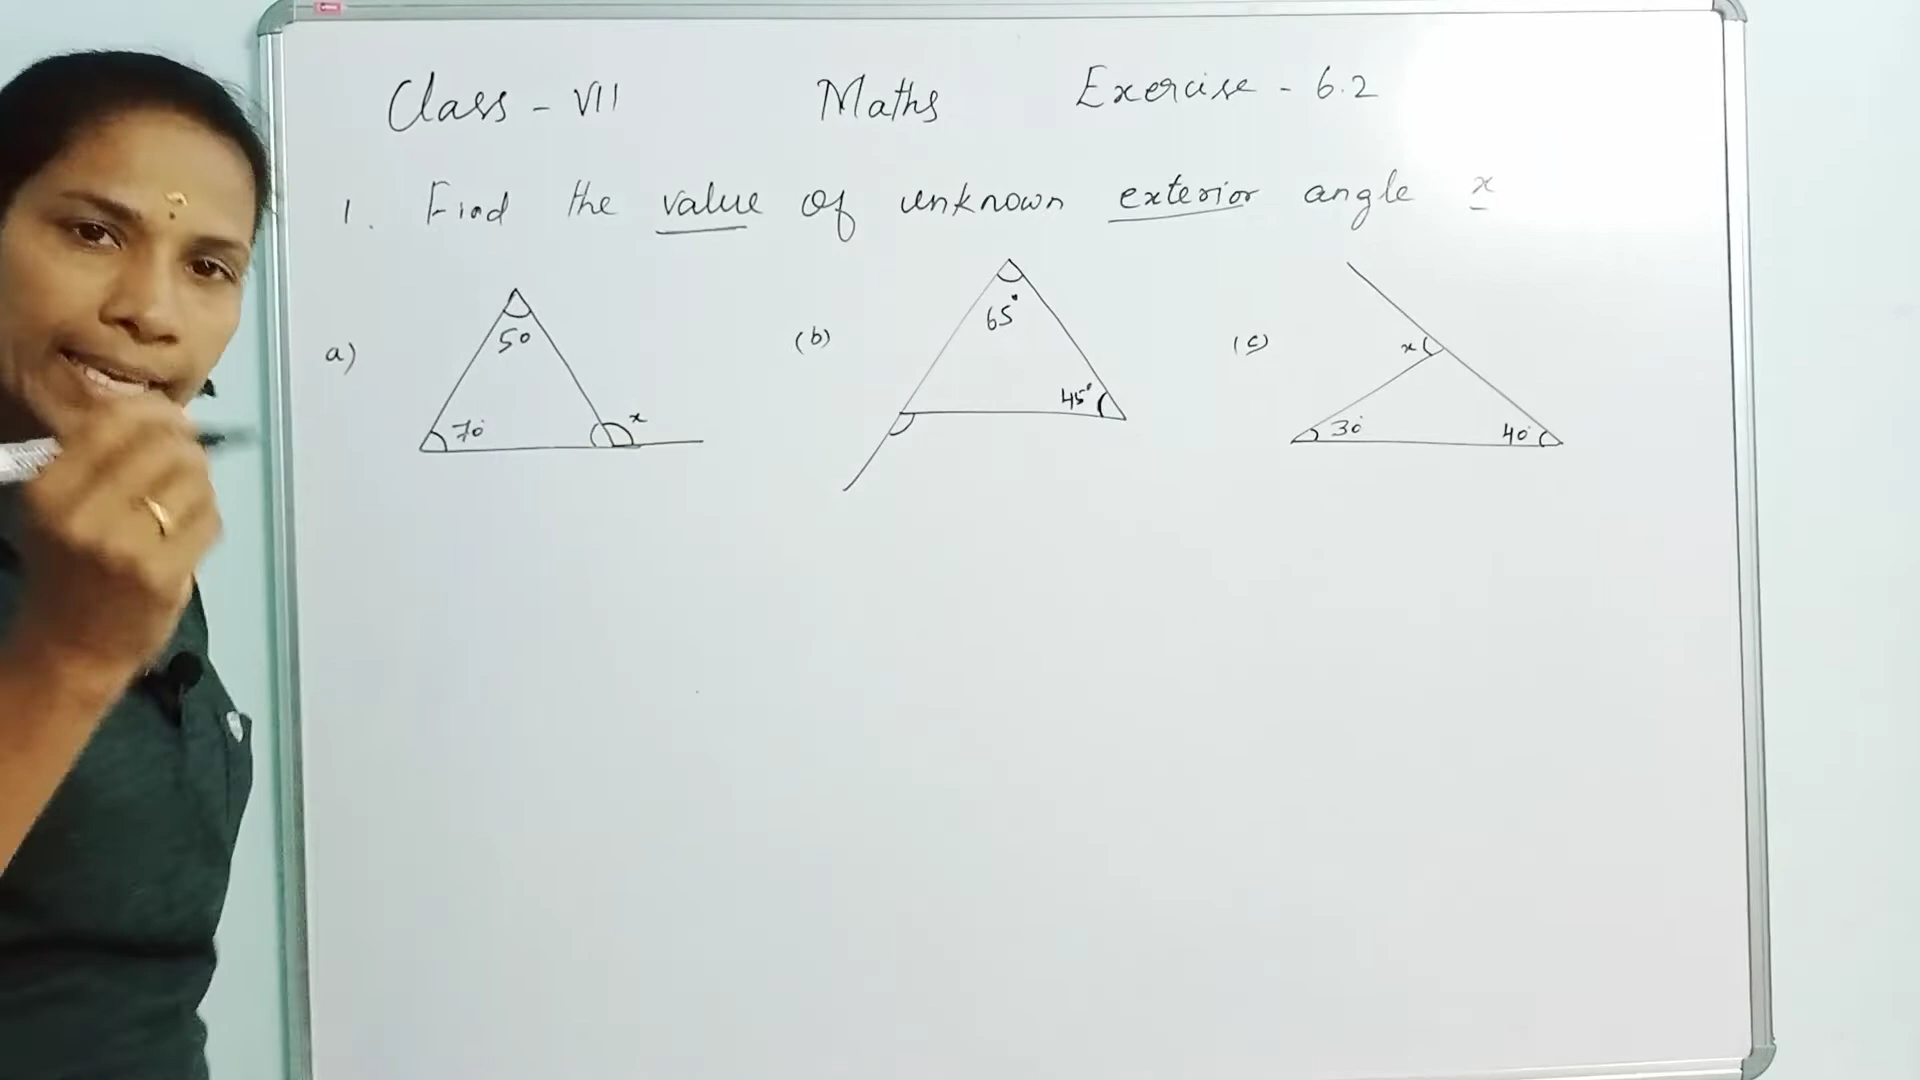 Class - VII Maths Exercise - 6.2
1. Find the value of unknown exterior angle x
a) 50 70° x
(b) 65° 45°
(c) x 30° 40°